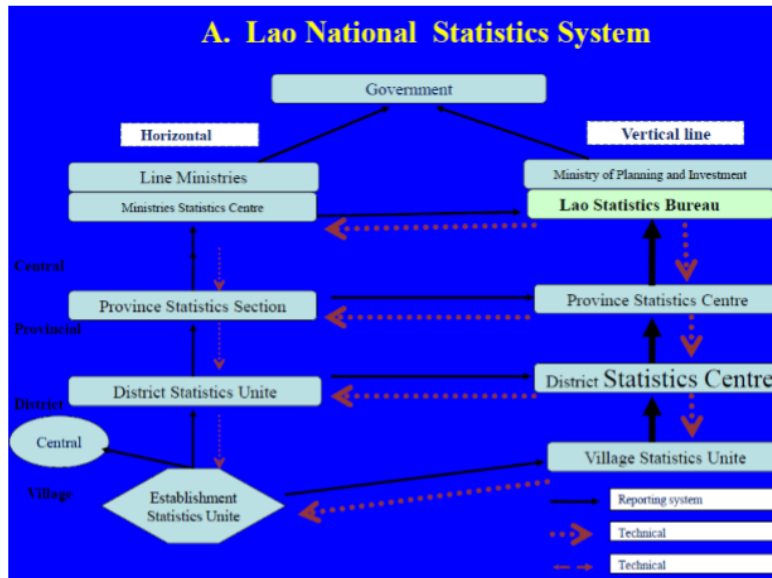 A. Lao National Statistics System
Government
Horizontal
Vertical line
Line Ministries
Ministry of Planning and Investment
Ministries Statistics Centre
Lao Statistics Bureau
Central
Province Statistics Section
Province Statistics Centre
Provincial
District Statistics Unite
District Statistics Centre
District
Central
Village Statistics Unite
Village
Establishment
Statistics Unite
Reporting system
Technical
Technical